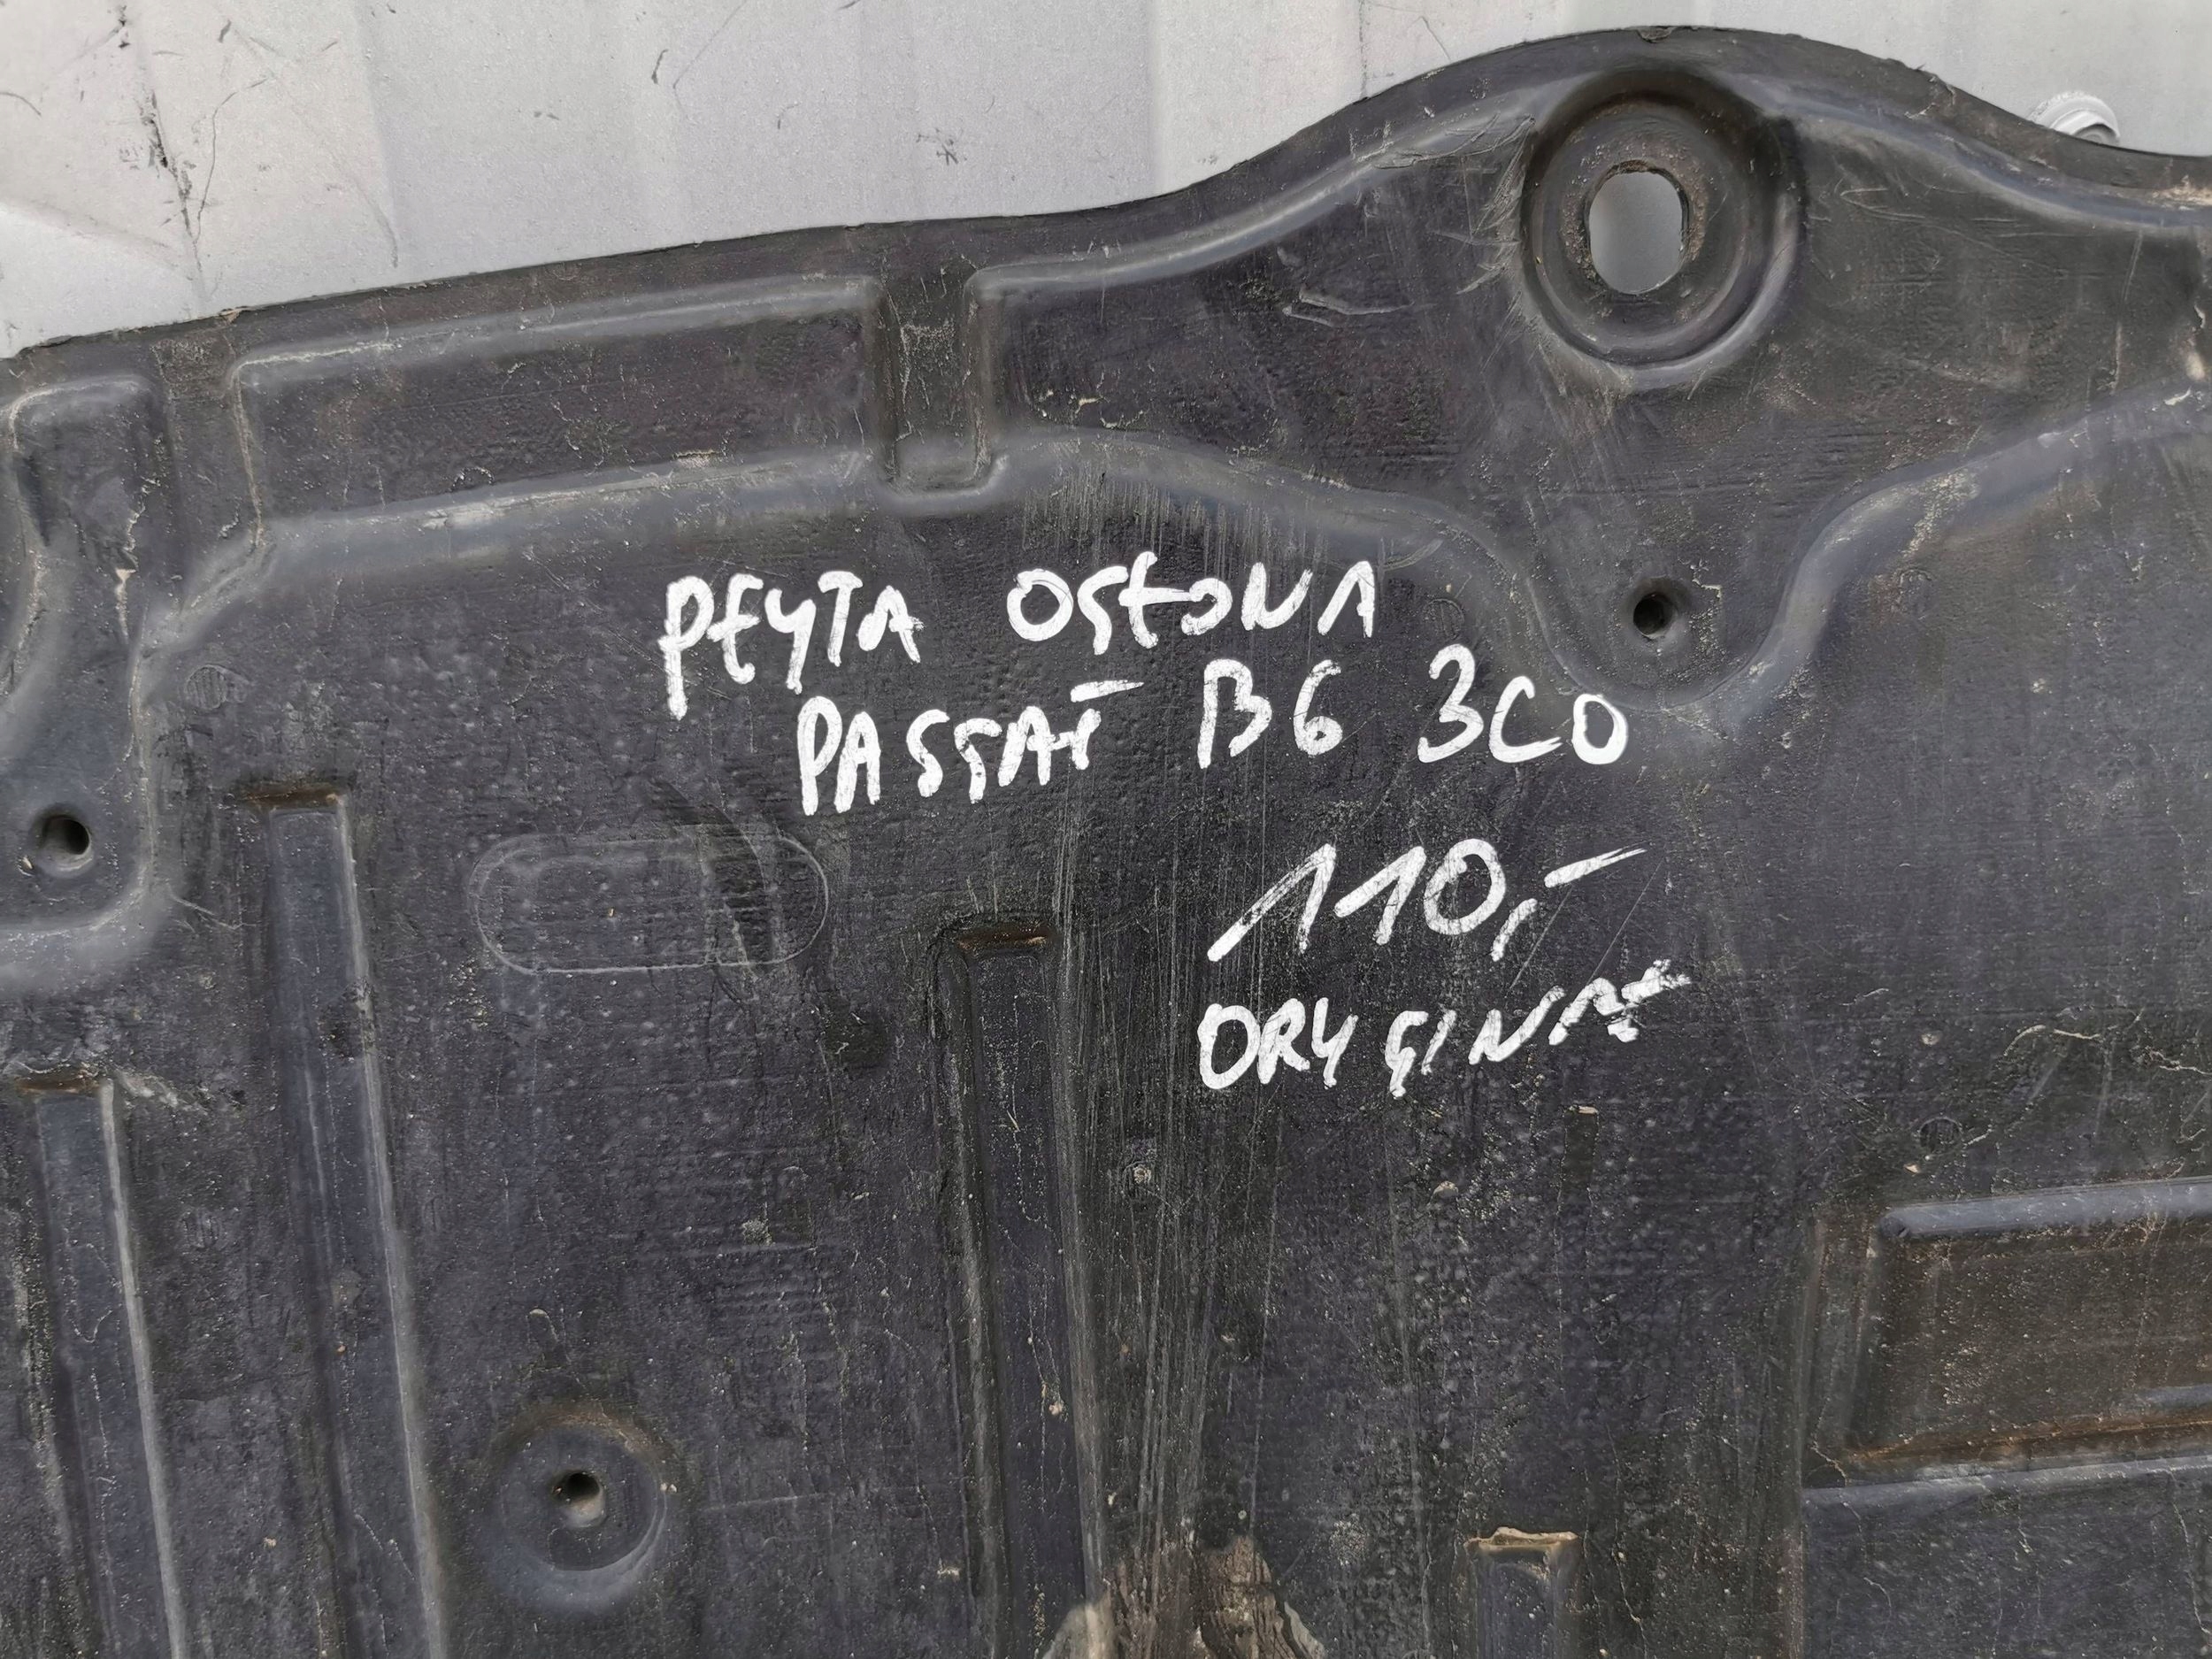 PŁYTA OSŁONA
PASSAT B6 3C0
110,-
ORYGINAŁ